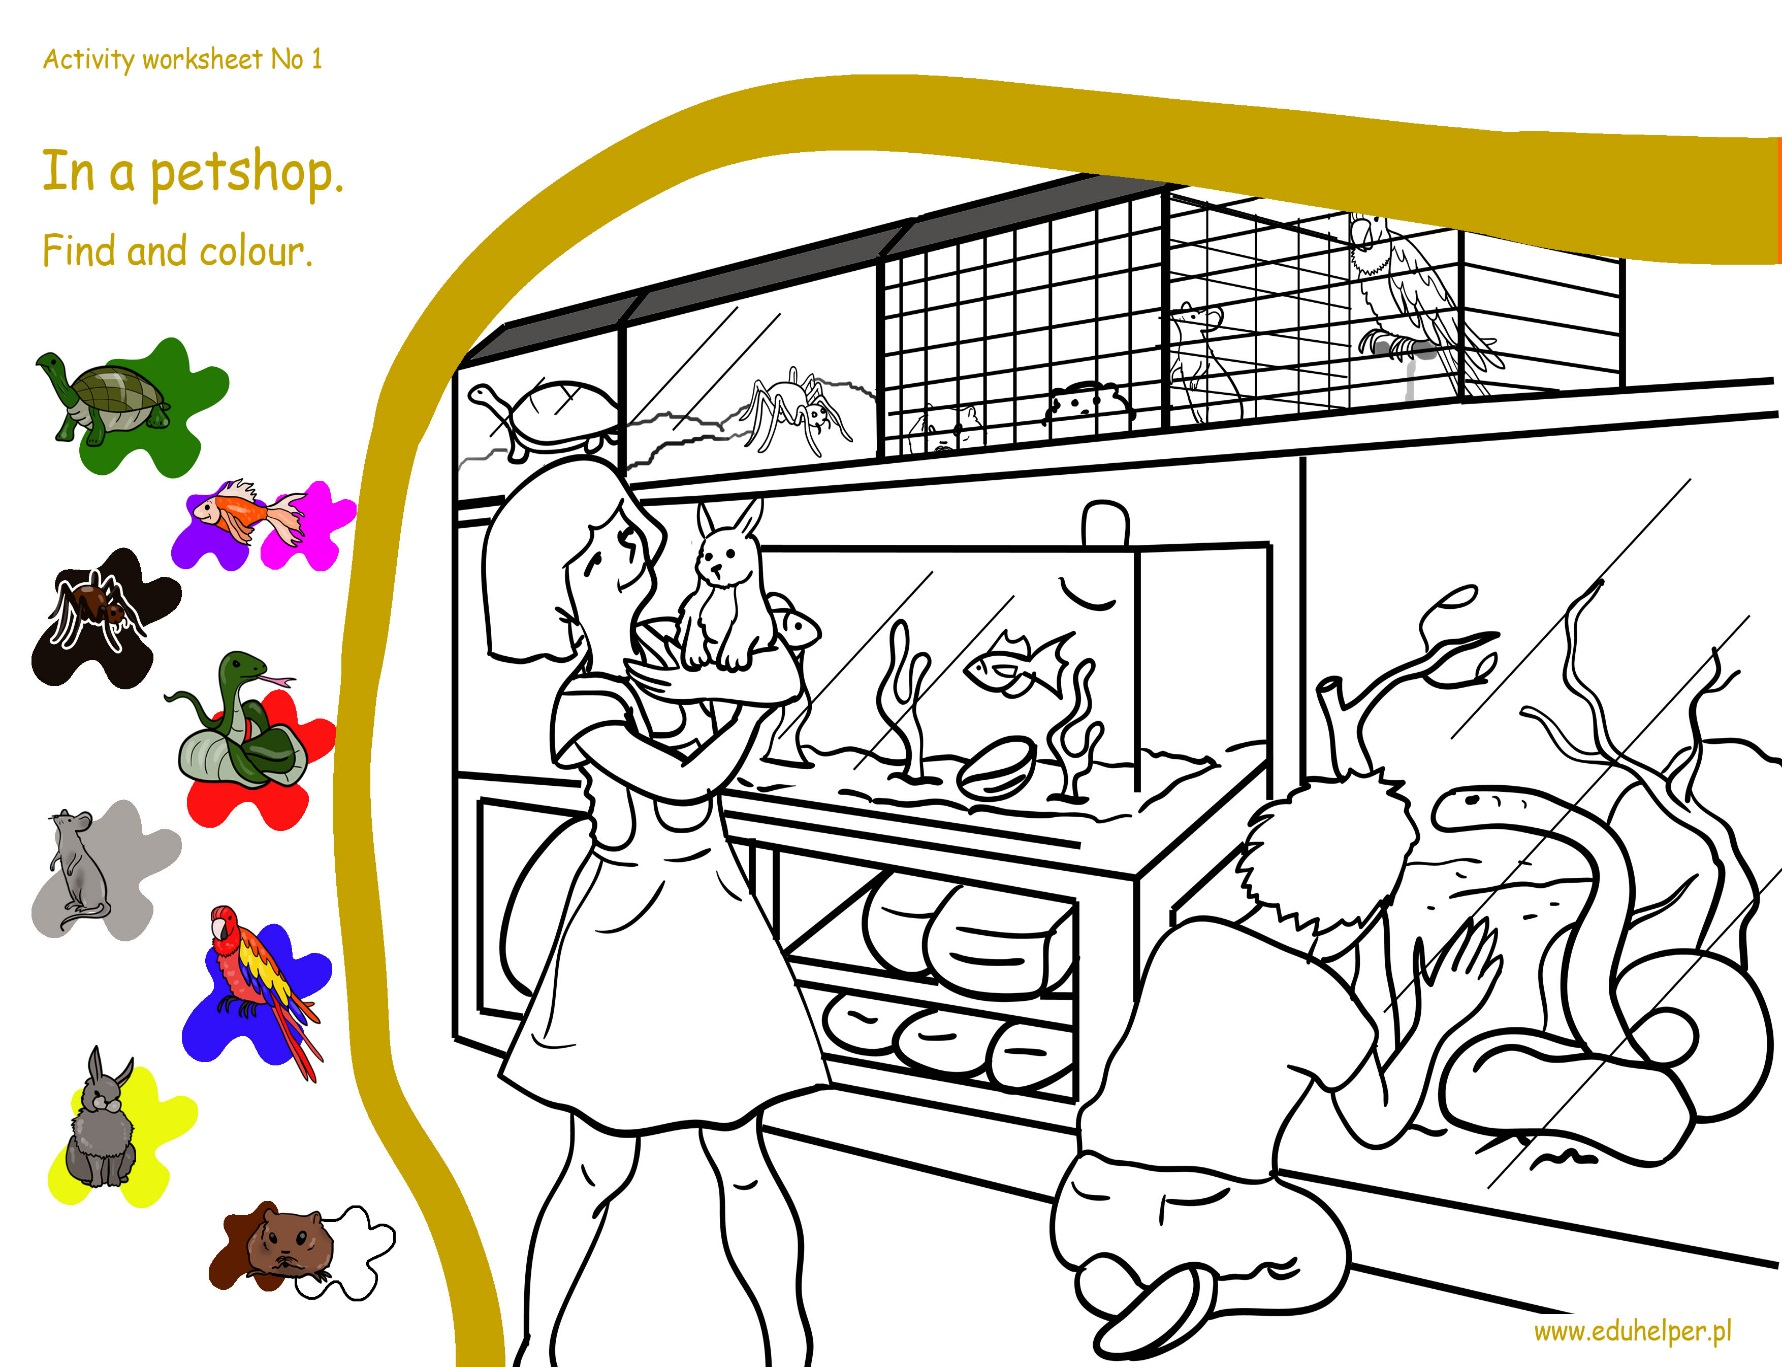 Activity worksheet No 1
In a petshop.
Find and colour.
www.eduhelper.pl